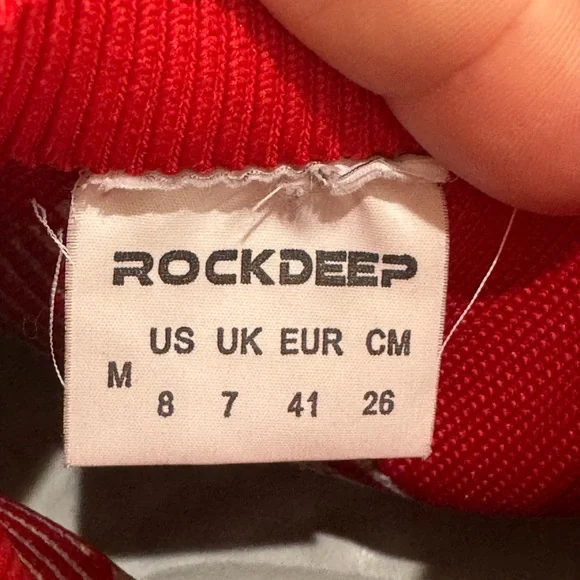 ROCKDEEP
US UK EUR CM
M
8 7 41 26